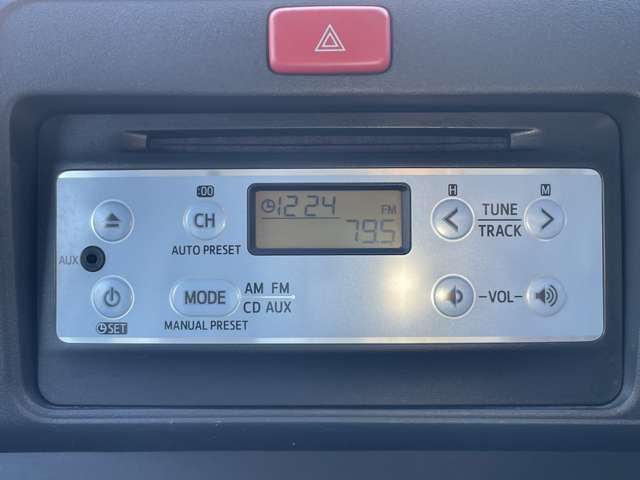 :00
H
M
12 24
FM
79.5
CH
TUNE
TRACK
AUTO PRESET
AUX
MODE
AM FM
CD AUX
-VOL-
SET
MANUAL PRESET